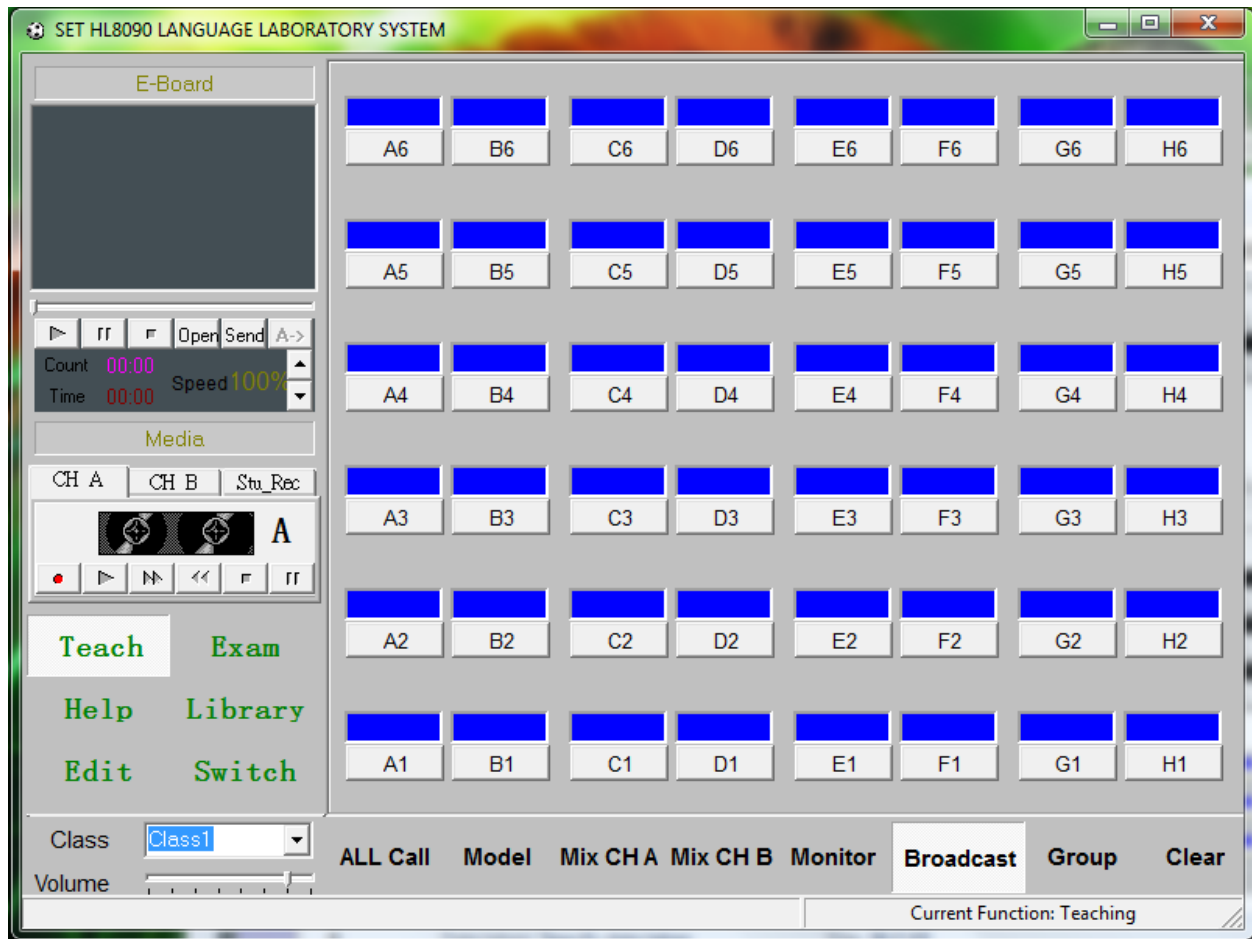 SET HL8090 LANGUAGE LABORATORY SYSTEM
E-Board
Open Send A->
Count 00:00
Speed 100%
Time 00:00
Media
CH A CH B Stu_Rec
A
Teach Exam
Help Library
Edit Switch
Class Class1
Volume
A6 B6 C6 D6 E6 F6 G6 H6
A5 B5 C5 D5 E5 F5 G5 H5
A4 B4 C4 D4 E4 F4 G4 H4
A3 B3 C3 D3 E3 F3 G3 H3
A2 B2 C2 D2 E2 F2 G2 H2
A1 B1 C1 D1 E1 F1 G1 H1
ALL Call Model Mix CH A Mix CH B Monitor Broadcast Group Clear
Current Function: Teaching